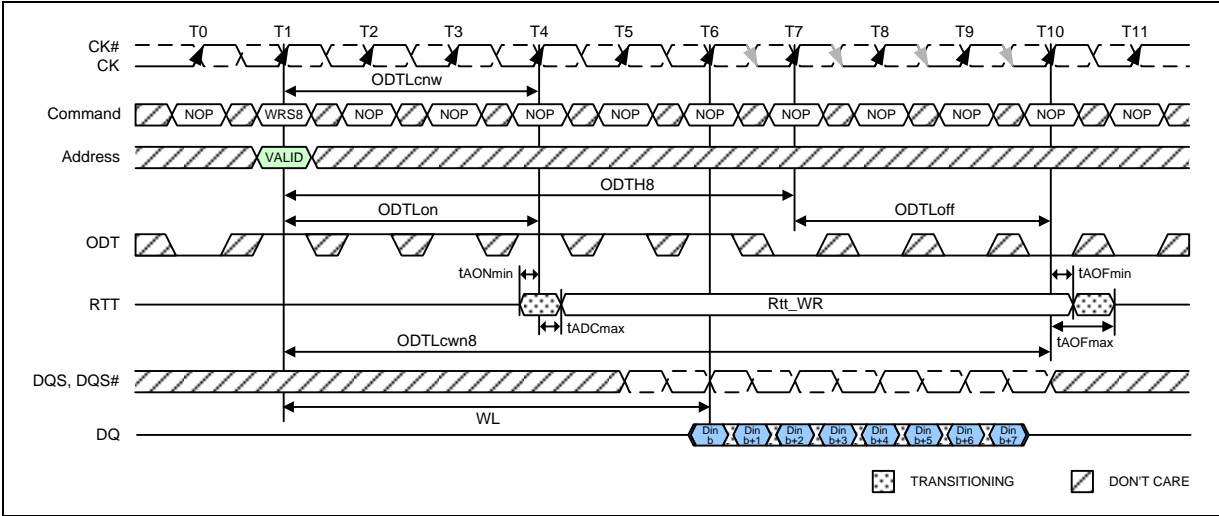 T0 T1 T2 T3 T4 T5 T6 T7 T8 T9 T10 T11
CK#
CK
ODTLcnw
Command NOP WRS8 NOP NOP NOP NOP NOP NOP NOP NOP NOP NOP
Address VALID
ODTH8
ODTLon ODTLoff
ODT
tAONmin tAOFmin
RTT Rtt_WR
tADCmax tAOFmax
ODTLcwn8
DQS, DQS#
WL
DQ Din b Din b+1 Din b+2 Din b+3 Din b+4 Din b+5 Din b+6 Din b+7
TRANSITIONING DON'T CARE